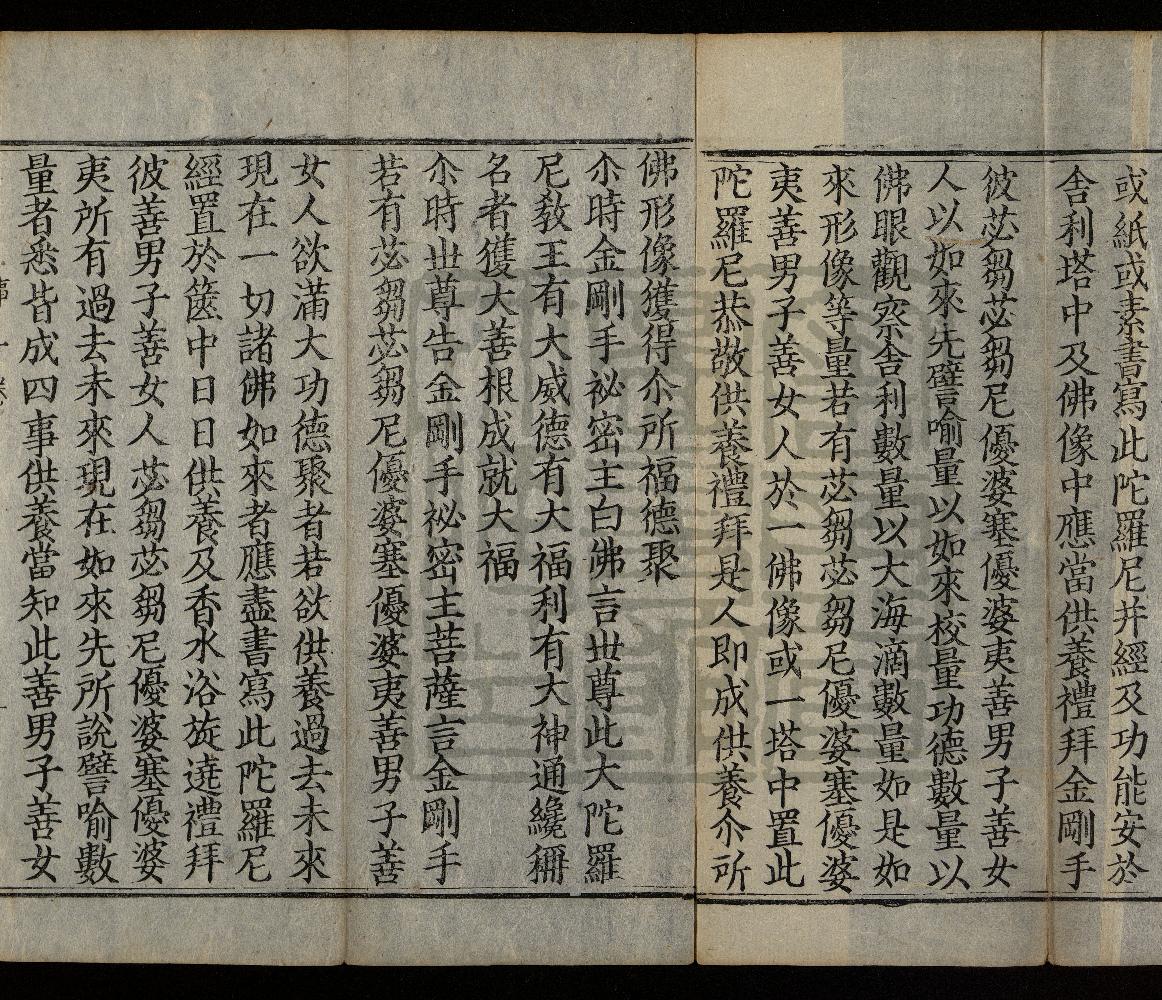 或紙或素書寫此陀羅尼并經及功能安於
舍利塔中及佛像中應當供養禮拜金剛手
彼苾芻苾芻尼優婆塞優婆夷善男子善女
人以如來先譬喻量以如來校量功德數量以
佛眼觀察舍利數量以大海滴數量如是如
來形像等量若有苾芻苾芻尼優婆塞優婆
夷善男子善女人於一佛像或一塔中置此
陀羅尼恭敬供養禮拜是人即成供養尒所
佛形像獲得尒所福德聚
尒時金剛手祕密主白佛言世尊此大陀羅
尼教王有大威德有大福利有大神通纔稱
名者獲大善根成就大福
尒時世尊告金剛手祕密主菩薩言金剛手
若有苾芻苾芻尼優婆塞優婆夷善男子善
女人欲滿大功德聚者若欲供養過去未來
現在一切諸佛如來者應盡書寫此陀羅尼
經置於篋中日日供養及香水浴旋遶禮拜
彼善男子善女人苾芻苾芻尼優婆塞優婆
夷所有過去未來現在如來先所說譬喻數
量者悉皆成四事供養當知此善男子善女